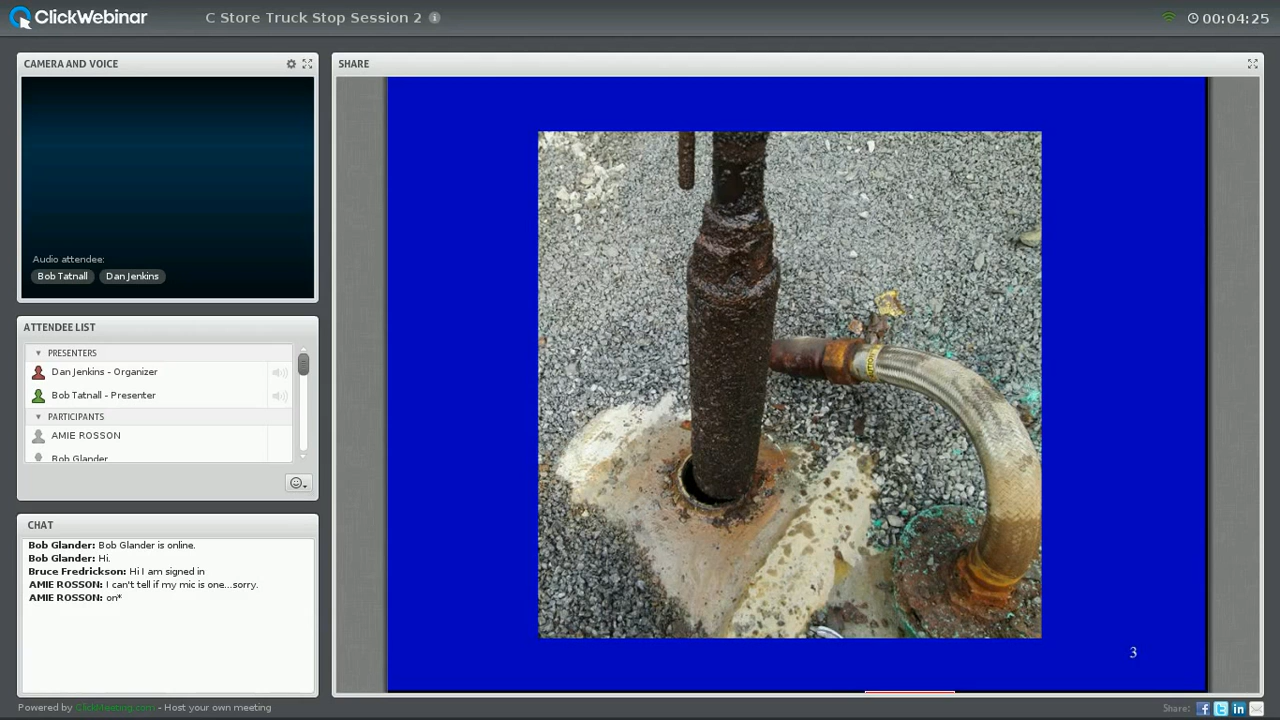 ClickWebinar
C Store Truck Stop Session 2
00:04:25
CAMERA AND VOICE
Audio attendee:
Bob Tatnall
Dan Jenkins
ATTENDEE LIST
PRESENTERS
Dan Jenkins - Organizer
Bob Tatnall - Presenter
PARTICIPANTS
AMIE ROSSON
Bob Glander
CHAT
Bob Glander: Bob Glander is online.
Bob Glander: Hi.
Bruce Fredrickson: Hi I am signed in
AMIE ROSSON: I can't tell if my mic is one...sorry.
AMIE ROSSON: on*
SHARE
3
Powered by ClickMeeting.com - Host your own meeting
Share: